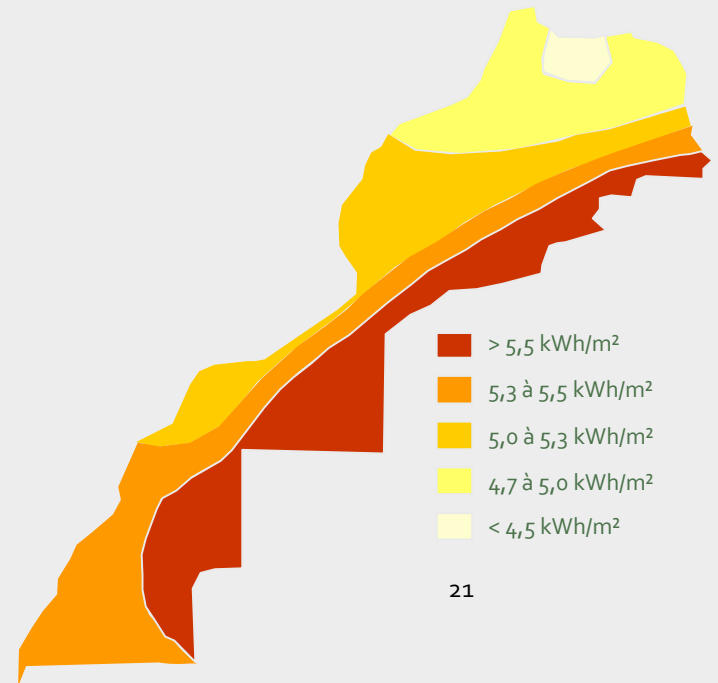 > 5,5 kWh/m²
5,3 à 5,5 kWh/m²
5,0 à 5,3 kWh/m²
4,7 à 5,0 kWh/m²
< 4,5 kWh/m²
21